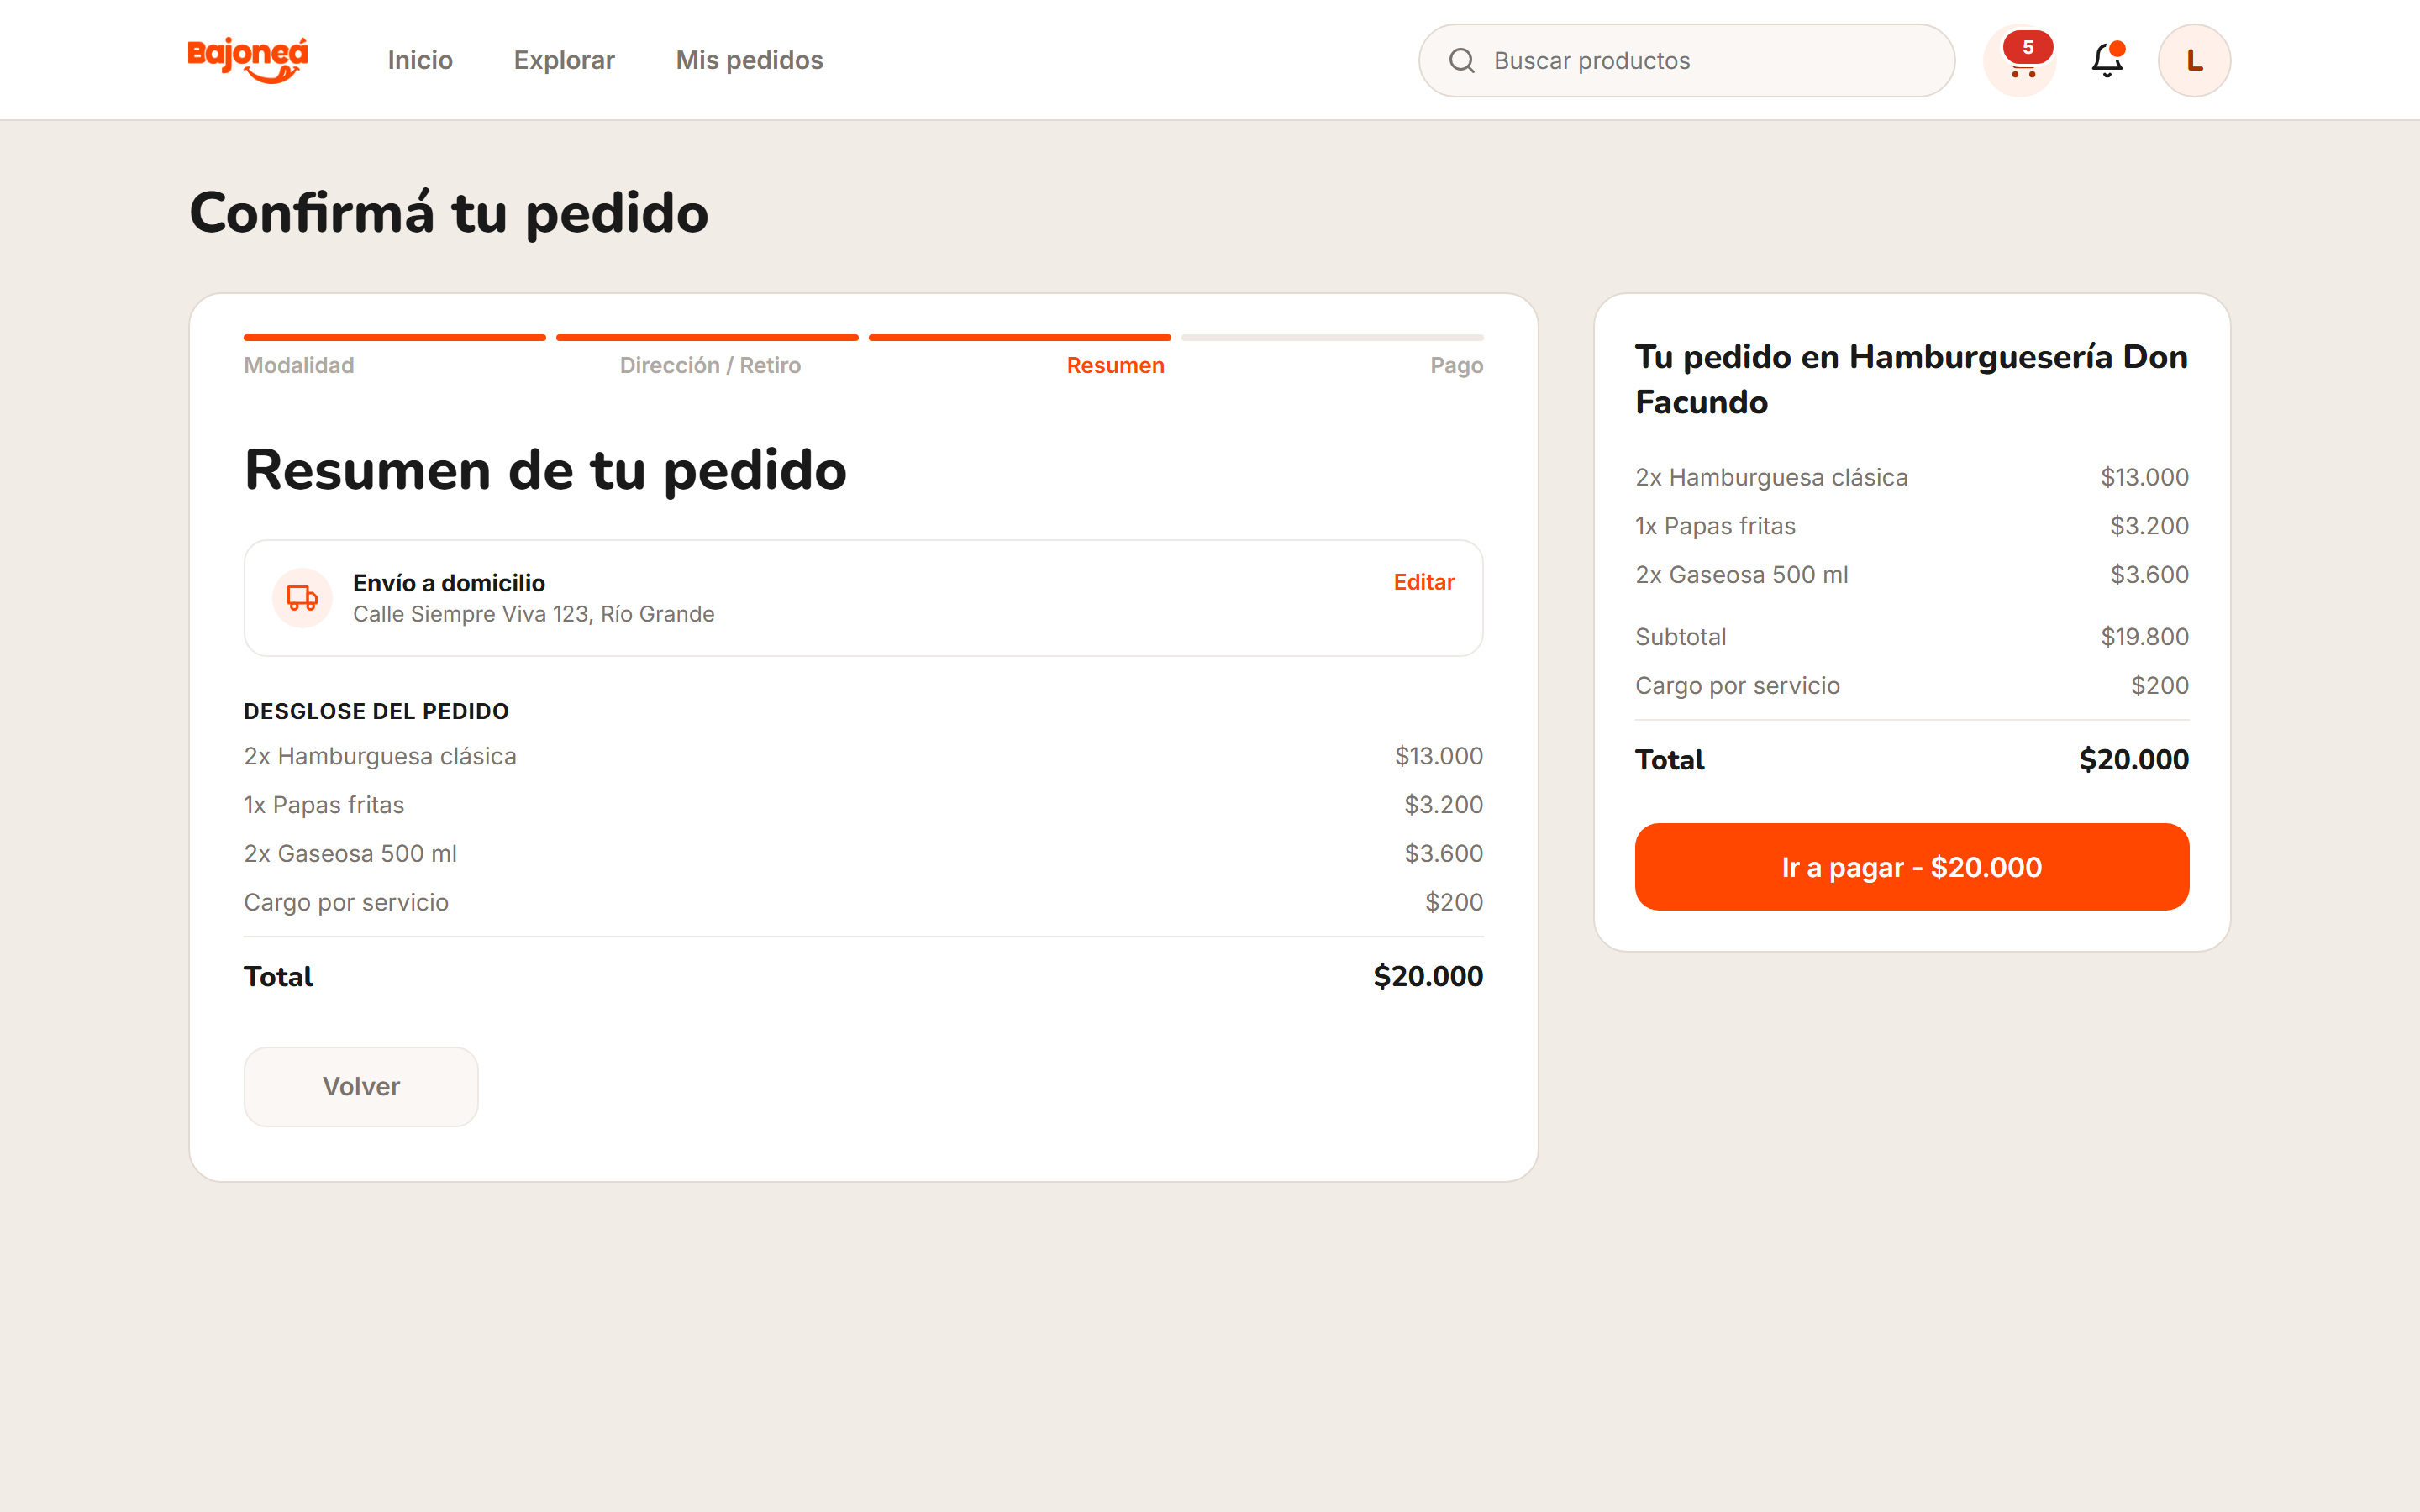 Bajoneá
Inicio
Explorar
Mis pedidos
Buscar productos
5
L
Confirmá tu pedido
Modalidad
Dirección / Retiro
Resumen
Pago
Resumen de tu pedido
Envío a domicilio
Editar
Calle Siempre Viva 123, Río Grande
DESGLOSE DEL PEDIDO
2x Hamburguesa clásica $13.000
1x Papas fritas $3.200
2x Gaseosa 500 ml $3.600
Cargo por servicio $200
Total $20.000
Volver
Tu pedido en Hamburguesería Don
Facundo
2x Hamburguesa clásica $13.000
1x Papas fritas $3.200
2x Gaseosa 500 ml $3.600
Subtotal $19.800
Cargo por servicio $200
Total $20.000
Ir a pagar - $20.000